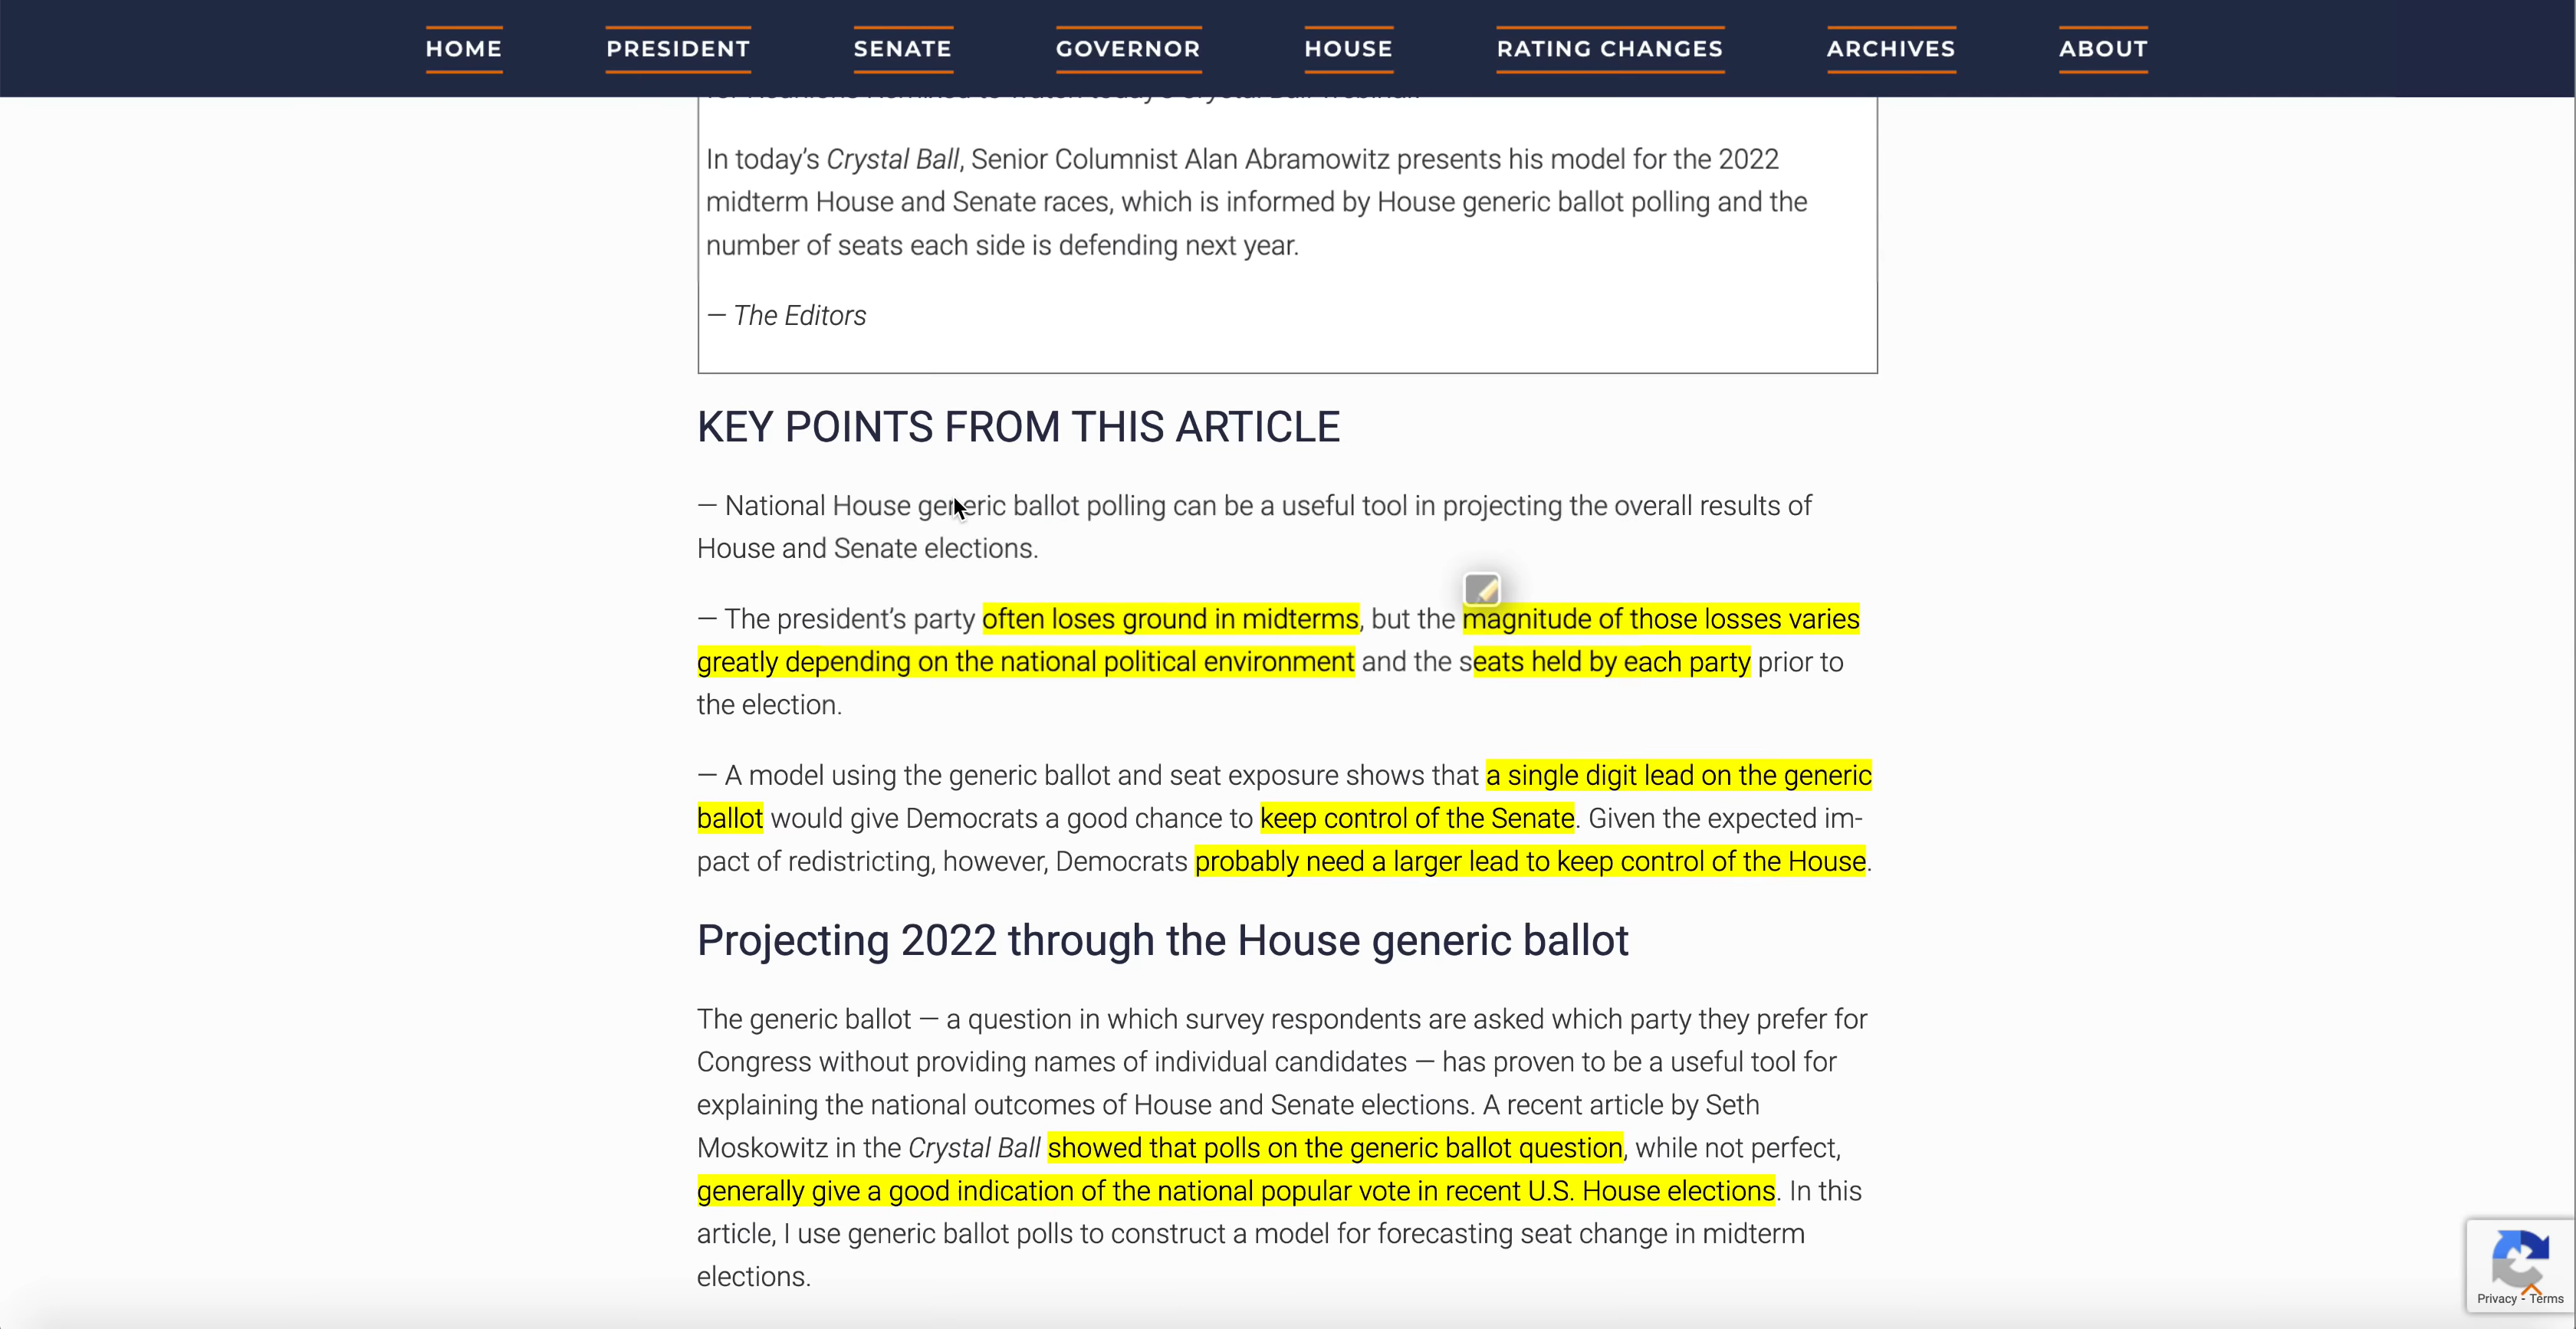 HOME PRESIDENT SENATE GOVERNOR HOUSE RATING CHANGES ARCHIVES ABOUT
In today’s Crystal Ball, Senior Columnist Alan Abramowitz presents his model for the 2022
midterm House and Senate races, which is informed by House generic ballot polling and the
number of seats each side is defending next year.
— The Editors
KEY POINTS FROM THIS ARTICLE
— National House generic ballot polling can be a useful tool in projecting the overall results of
House and Senate elections.
— The president’s party often loses ground in midterms, but the magnitude of those losses varies
greatly depending on the national political environment and the seats held by each party prior to
the election.
— A model using the generic ballot and seat exposure shows that a single digit lead on the generic
ballot would give Democrats a good chance to keep control of the Senate. Given the expected im-
pact of redistricting, however, Democrats probably need a larger lead to keep control of the House.
Projecting 2022 through the House generic ballot
The generic ballot — a question in which survey respondents are asked which party they prefer for
Congress without providing names of individual candidates — has proven to be a useful tool for
explaining the national outcomes of House and Senate elections. A recent article by Seth
Moskowitz in the Crystal Ball showed that polls on the generic ballot question, while not perfect,
generally give a good indication of the national popular vote in recent U.S. House elections. In this
article, I use generic ballot polls to construct a model for forecasting seat change in midterm
elections.
Privacy - Terms